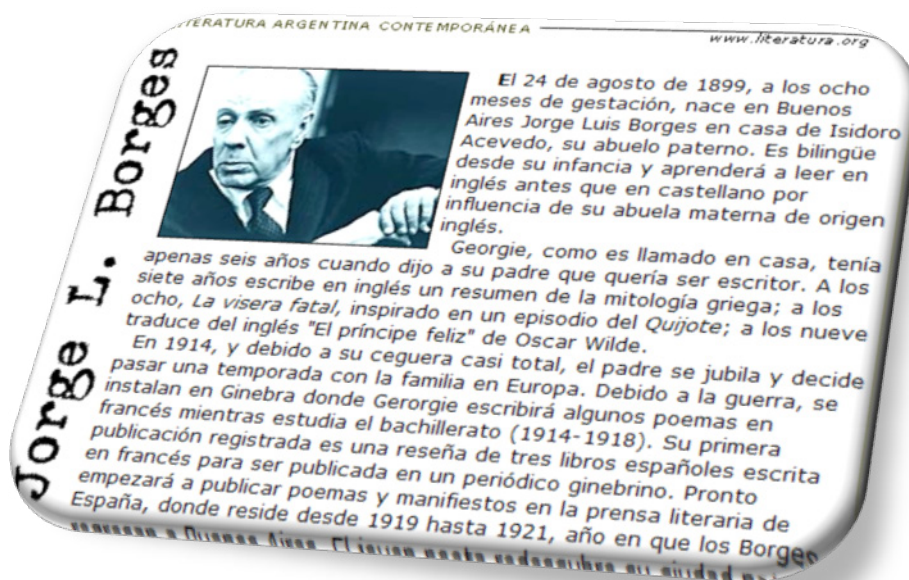 LITERATURA ARGENTINA CONTEMPORÁNEA
www.literatura.org
Jorge L. Borges
El 24 de agosto de 1899, a los ocho
meses de gestación, nace en Buenos
Aires Jorge Luis Borges en casa de Isidoro
Acevedo, su abuelo paterno. Es bilingüe
desde su infancia y aprenderá a leer en
inglés antes que en castellano por
influencia de su abuela materna de origen
inglés.
Georgie, como es llamado en casa, tenía
apenas seis años cuando dijo a su padre que quería ser escritor. A los
siete años escribe en inglés un resumen de la mitología griega; a los
ocho, La visera fatal, inspirado en un episodio del Quijote; a los nueve
traduce del inglés "El príncipe feliz" de Oscar Wilde.
En 1914, y debido a su ceguera casi total, el padre se jubila y decide
pasar una temporada con la familia en Europa. Debido a la guerra, se
instalan en Ginebra donde Gerorgie escribirá algunos poemas en
francés mientras estudia el bachillerato (1914-1918). Su primera
publicación registrada es una reseña de tres libros españoles escrita
en francés para ser publicada en un periódico ginebrino. Pronto
empezará a publicar poemas y manifiestos en la prensa literaria de
España, donde reside desde 1919 hasta 1921, año en que los Borges
regresan a Buenos Aires. El joven poeta redescubre su ciudad